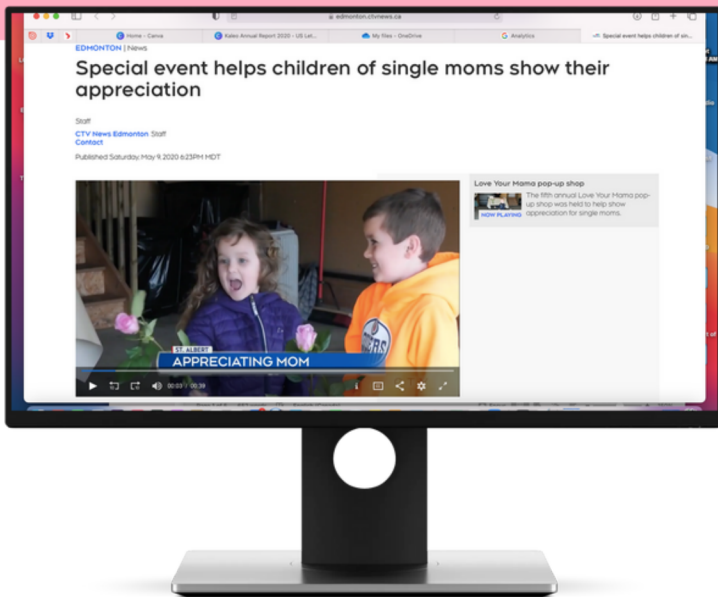 edmonton.ctvnews.ca
Home - Canva
Kaleo Annual Report 2020 - US Let...
My files - OneDrive
Analytics
Special event helps children of sin...
EDMONTON | News
Special event helps children of single moms show their
appreciation
Staff
CTV News Edmonton Staff
Contact
Published Saturday, May 9, 2020 6:23PM MDT
Love Your Mama pop-up shop
The fifth annual Love Your Mama pop-
up shop was held to help show
appreciation for single moms.
NOW PLAYING
ST. ALBERT
APPRECIATING MOM
00:03 / 00:38